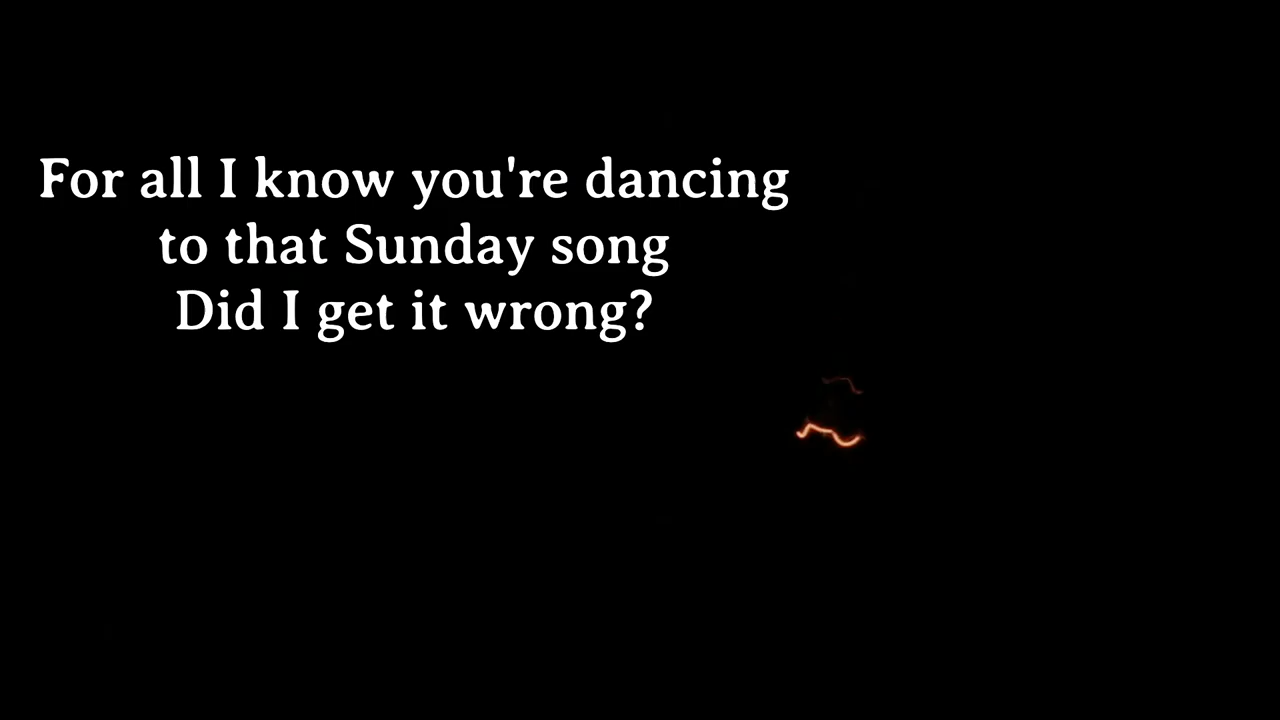 For all I know you're dancing
to that Sunday song
Did I get it wrong?